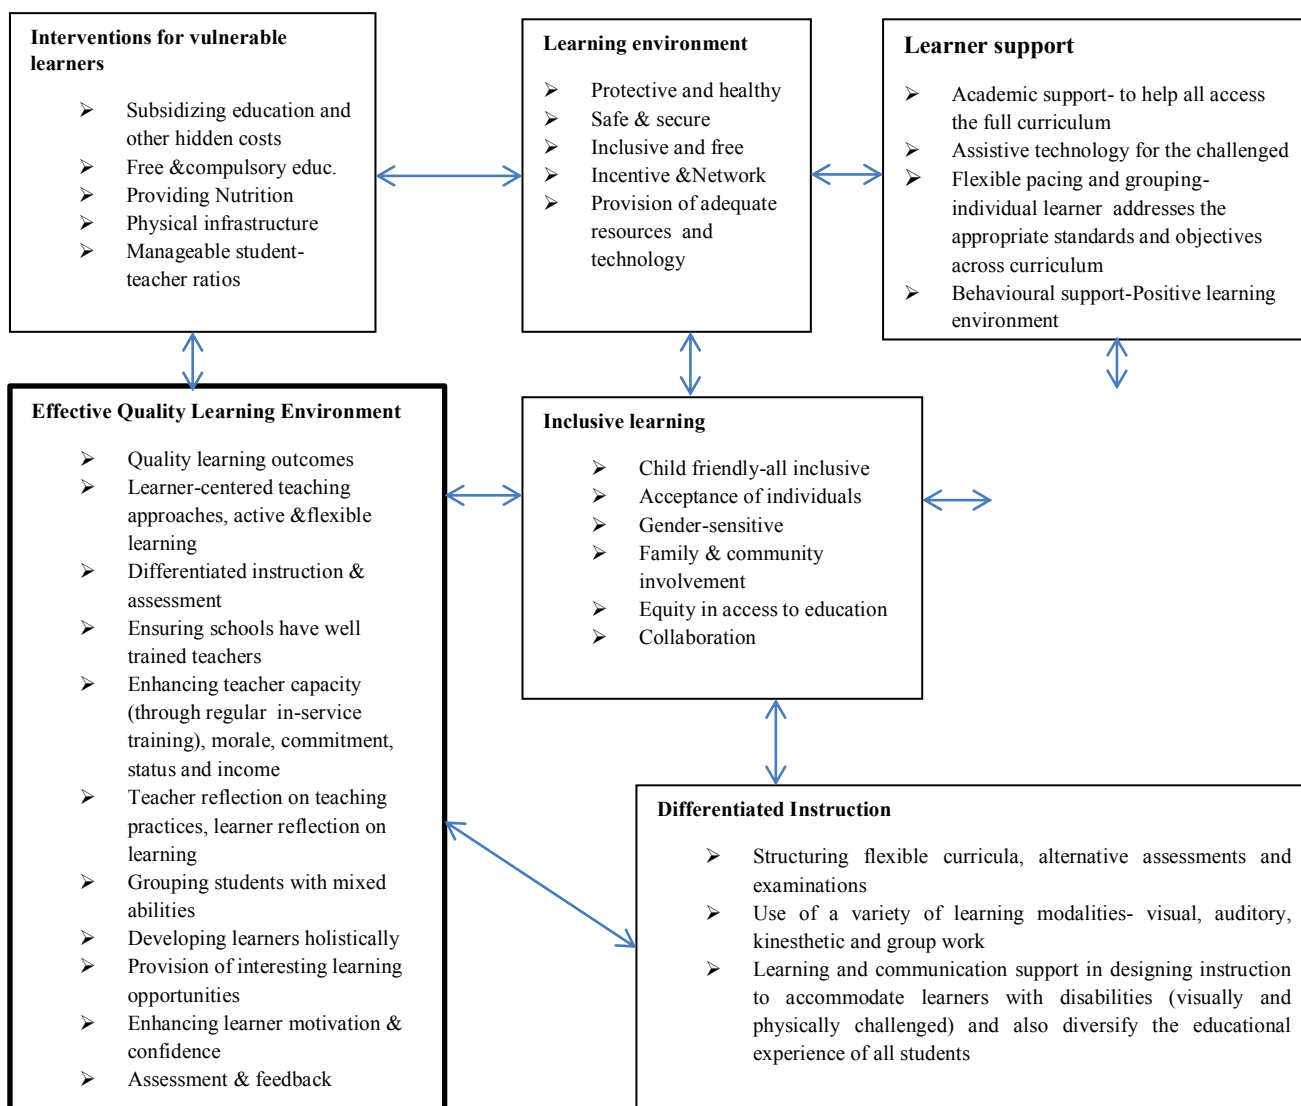 Interventions for vulnerable
learners
➢ Subsidizing education and
other hidden costs
➢ Free &compulsory educ.
➢ Providing Nutrition
➢ Physical infrastructure
➢ Manageable student-
teacher ratios
Learning environment
➢ Protective and healthy
➢ Safe & secure
➢ Inclusive and free
➢ Incentive &Network
➢ Provision of adequate
resources and
technology
Learner support
➢ Academic support- to help all access
the full curriculum
➢ Assistive technology for the challenged
➢ Flexible pacing and grouping-
individual learner addresses the
appropriate standards and objectives
across curriculum
➢ Behavioural support-Positive learning
environment
Effective Quality Learning Environment
➢ Quality learning outcomes
➢ Learner-centered teaching
approaches, active &flexible
learning
➢ Differentiated instruction &
assessment
➢ Ensuring schools have well
trained teachers
➢ Enhancing teacher capacity
(through regular in-service
training), morale, commitment,
status and income
➢ Teacher reflection on teaching
practices, learner reflection on
learning
➢ Grouping students with mixed
abilities
➢ Developing learners holistically
➢ Provision of interesting learning
opportunities
➢ Enhancing learner motivation &
confidence
➢ Assessment & feedback
Inclusive learning
➢ Child friendly-all inclusive
➢ Acceptance of individuals
➢ Gender-sensitive
➢ Family & community
involvement
➢ Equity in access to education
➢ Collaboration
Differentiated Instruction
➢ Structuring flexible curricula, alternative assessments and
examinations
➢ Use of a variety of learning modalities- visual, auditory,
kinesthetic and group work
➢ Learning and communication support in designing instruction
to accommodate learners with disabilities (visually and
physically challenged) and also diversify the educational
experience of all students